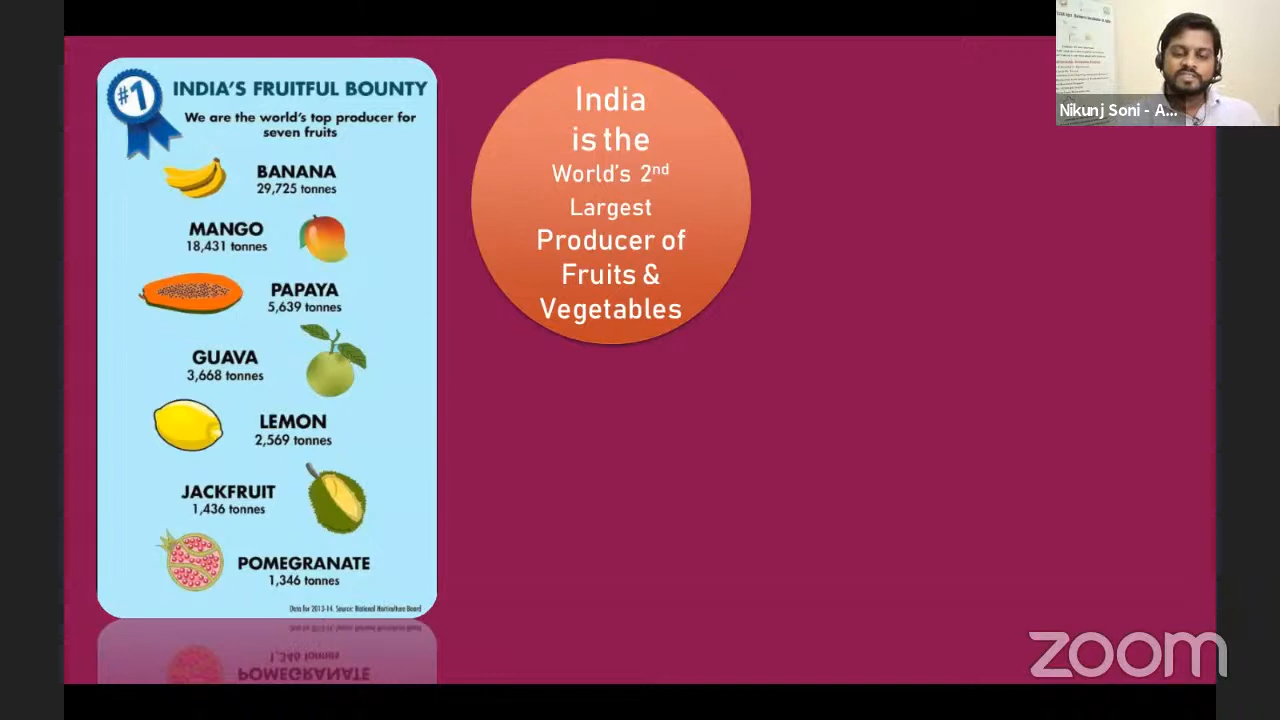 #1
INDIA'S FRUITFUL BOUNTY
We are the world's top producer for
seven fruits
BANANA
29,725 tonnes
MANGO
18,431 tonnes
PAPAYA
5,639 tonnes
GUAVA
3,668 tonnes
LEMON
2,569 tonnes
JACKFRUIT
1,436 tonnes
POMEGRANATE
1,346 tonnes
Data for 2013-14. Source: National Horticulture Board
India
is the
World's 2nd
Largest
Producer of
Fruits &
Vegetables
Nikunj Soni - A...
zoom